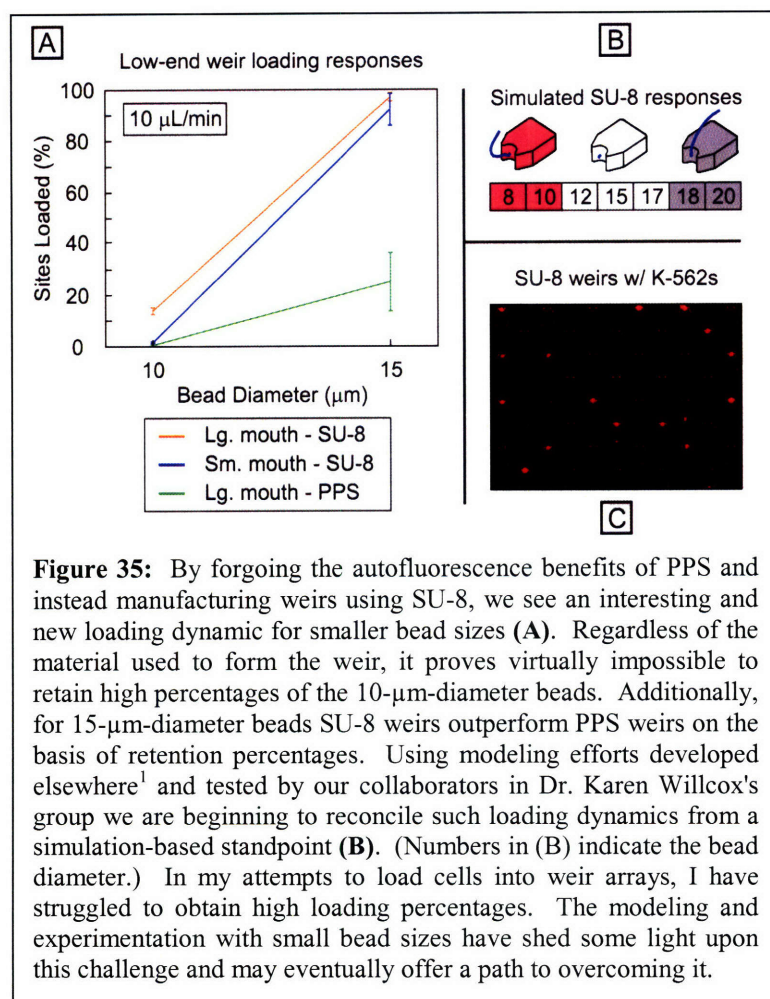 A
Low-end weir loading responses
10 µL/min
100
80
60
40
20
0
Sites Loaded (%)
10
15
Bead Diameter (µm)
Lg. mouth - SU-8
Sm. mouth - SU-8
Lg. mouth - PPS
B
Simulated SU-8 responses
8 10 12 15 17 18 20
SU-8 weirs w/ K-562s
C
Figure 35: By forgoing the autofluorescence benefits of PPS and
instead manufacturing weirs using SU-8, we see an interesting and
new loading dynamic for smaller bead sizes (A). Regardless of the
material used to form the weir, it proves virtually impossible to
retain high percentages of the 10-µm-diameter beads. Additionally,
for 15-µm-diameter beads SU-8 weirs outperform PPS weirs on the
basis of retention percentages. Using modeling efforts developed
elsewhere¹ and tested by our collaborators in Dr. Karen Willcox's
group we are beginning to reconcile such loading dynamics from a
simulation-based standpoint (B). (Numbers in (B) indicate the bead
diameter.) In my attempts to load cells into weir arrays, I have
struggled to obtain high loading percentages. The modeling and
experimentation with small bead sizes have shed some light upon
this challenge and may eventually offer a path to overcoming it.